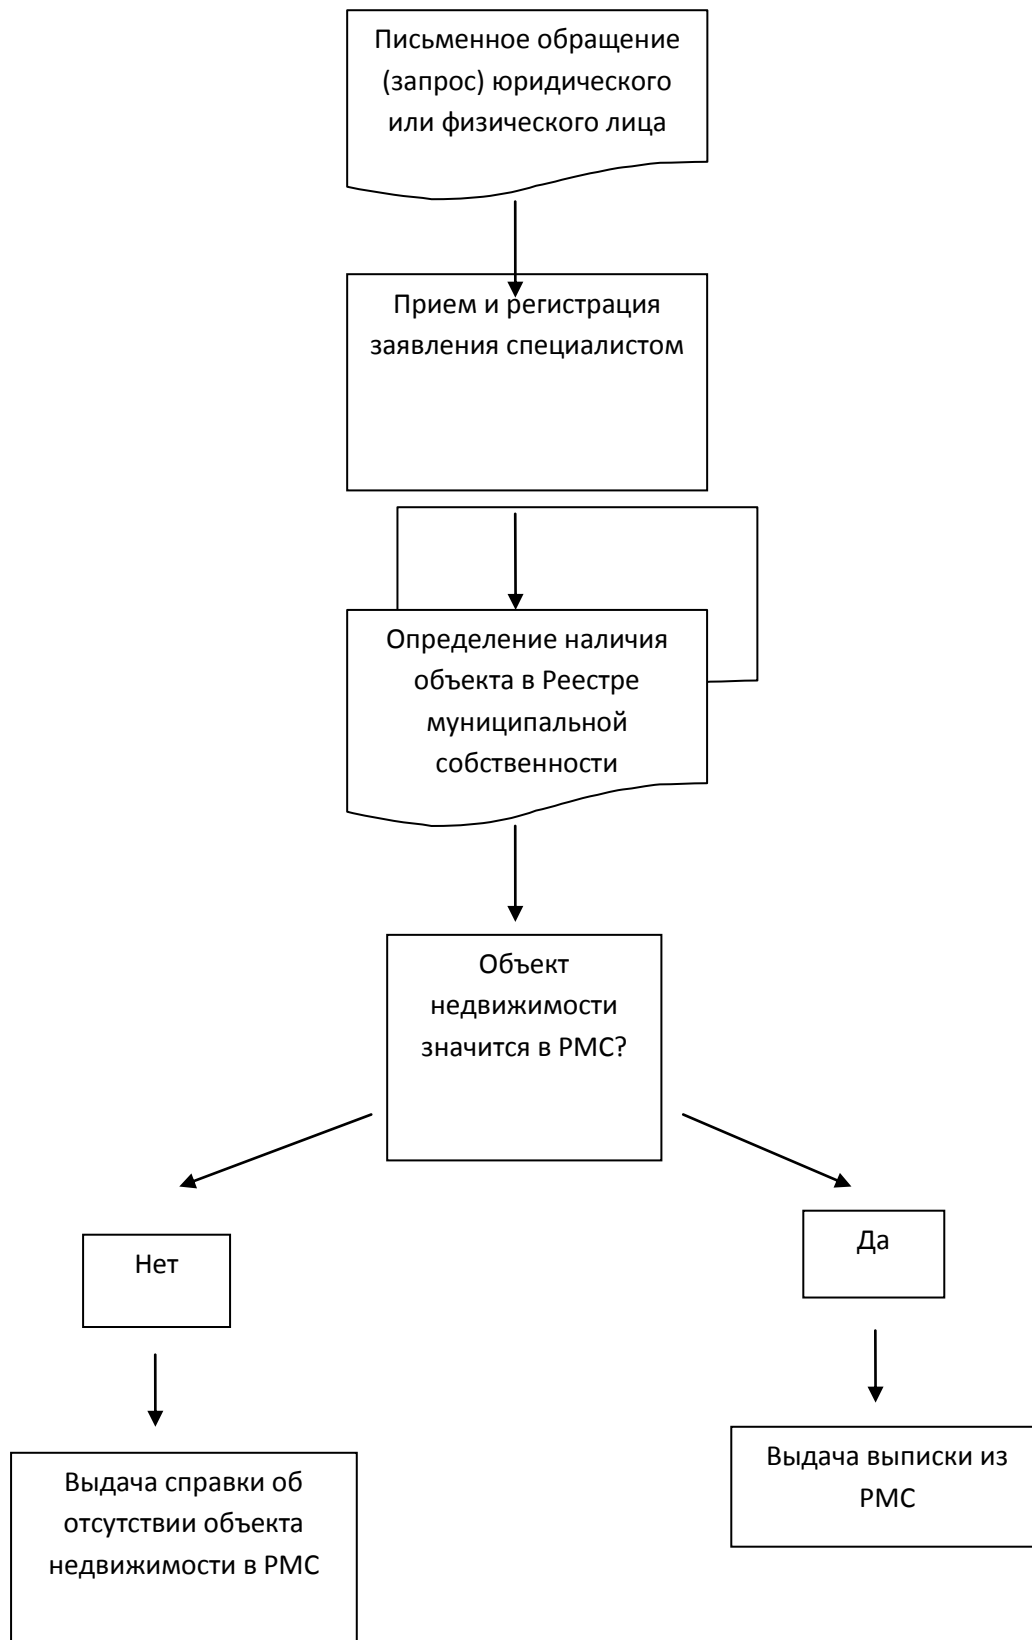 Письменное обращение
(запрос) юридического
или физического лица
Прием и регистрация
заявления специалистом
Определение наличия
объекта в Реестре
муниципальной
собственности
Объект
недвижимости
значится в РМС?
Нет
Да
Выдача справки об
отсутствии объекта
недвижимости в РМС
Выдача выписки из
РМС